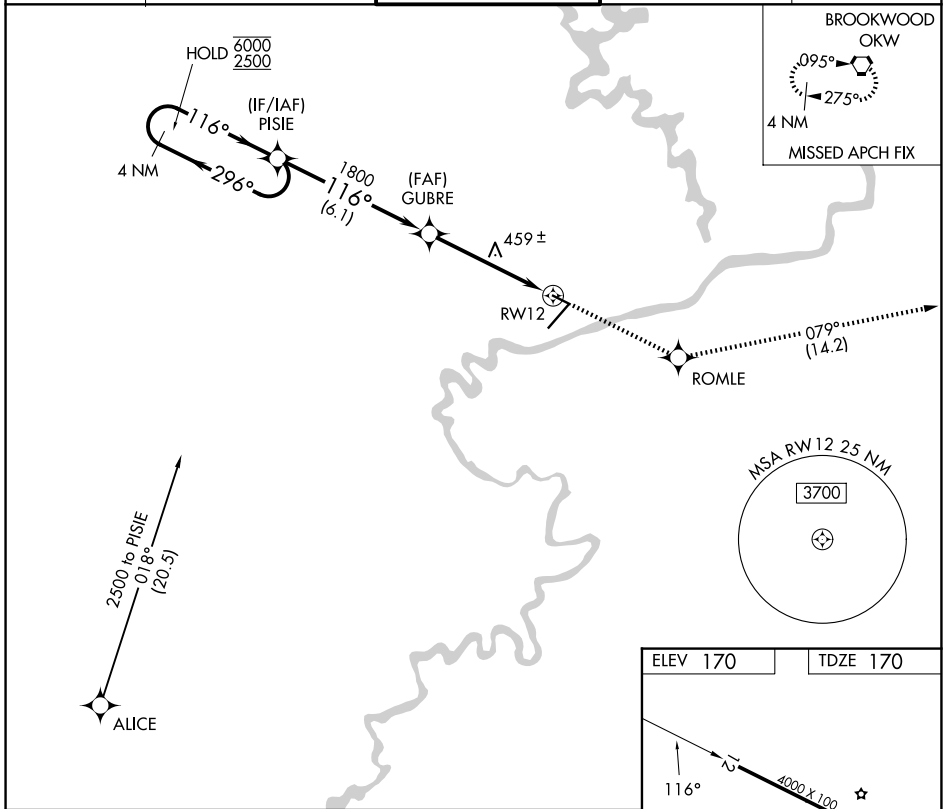 BROOKWOOD
OKW
095°
275°
4 NM
MISSED APCH FIX
HOLD 6000
2500
(IF/IAF)
PISIE
116°
4 NM
296°
1800
116°
(6.1)
(FAF)
GUBRE
459 ±
RW12
079°
(14.2)
ROMLE
MSA RW12 25 NM
3700
2500 to PISIE
018°
(20.5)
ALICE
ELEV 170
TDZE 170
116°
12
4000 X 100